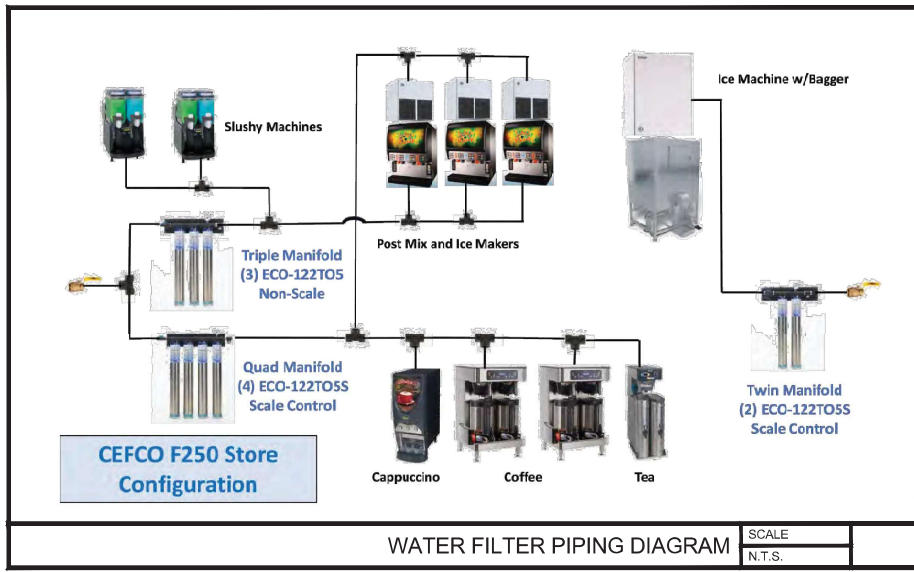 Ice Machine w/Bagger
Slushy Machines
Post Mix and Ice Makers
Triple Manifold
(3) ECO-122TO5
Non-Scale
Quad Manifold
(4) ECO-122TO5S
Scale Control
Twin Manifold
(2) ECO-122TO5S
Scale Control
CEFCO F250 Store
Configuration
Cappuccino
Coffee
Tea
WATER FILTER PIPING DIAGRAM
SCALE
N.T.S.